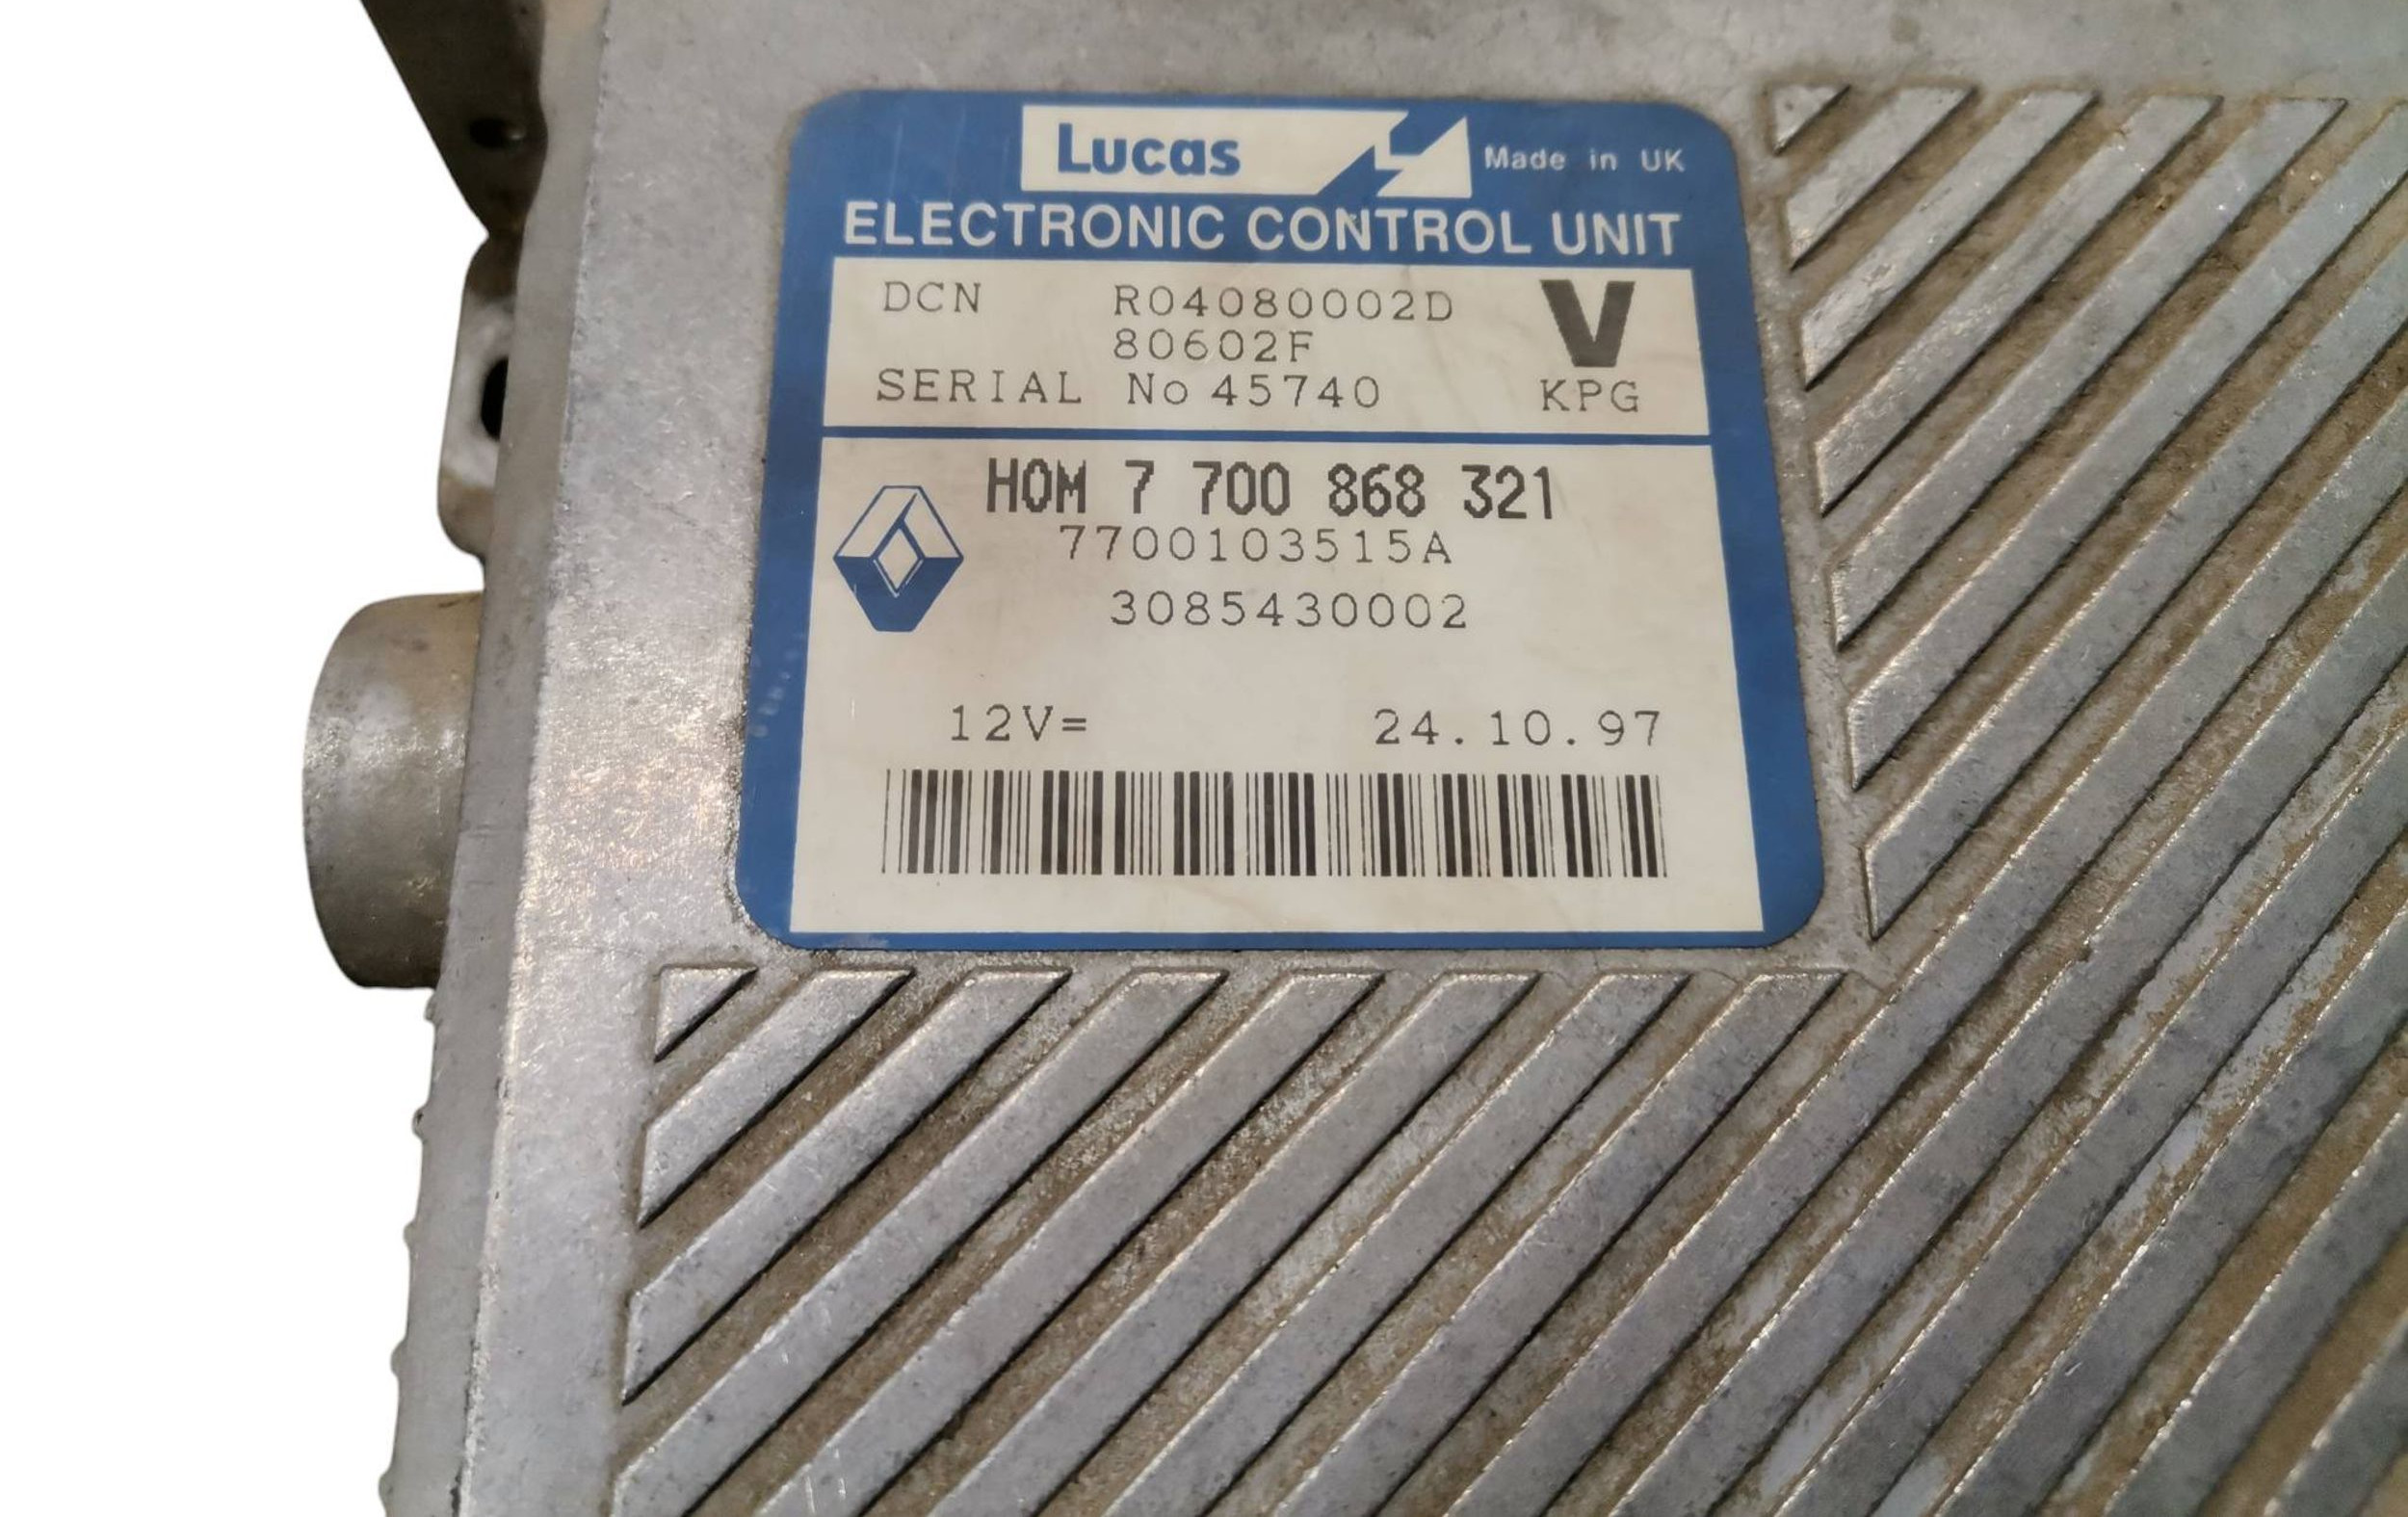 Lucas Made in UK
ELECTRONIC CONTROL UNIT
DCN R04080002D V
80602F
SERIAL No 45740 KPG
HOM 7 700 868 321
7700103515A
3085430002
12V= 24.10.97